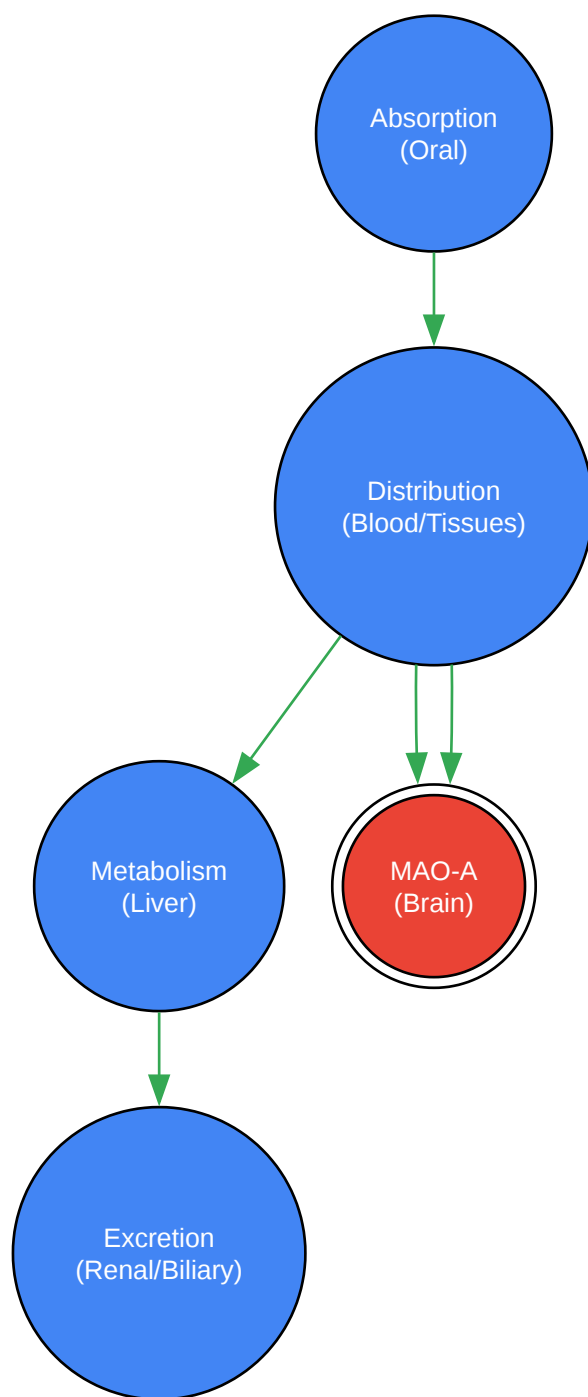 Absorption
(Oral)
Distribution
(Blood/Tissues)
Metabolism
(Liver)
MAO-A
(Brain)
Excretion
(Renal/Biliary)